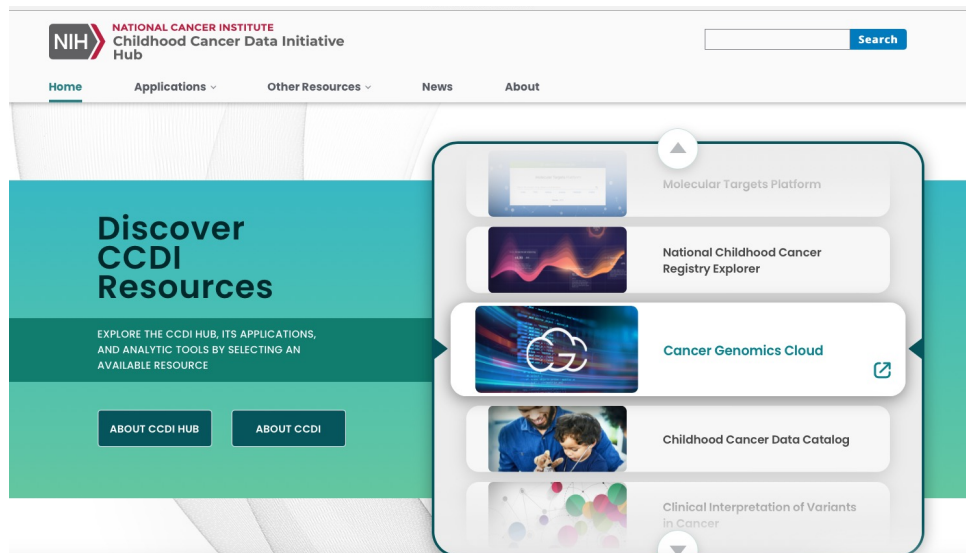 NIH
NATIONAL CANCER INSTITUTE
Childhood Cancer Data Initiative
Hub
Search
Home
Applications
Other Resources
News
About
Discover
CCDI
Resources
EXPLORE THE CCDI HUB, ITS APPLICATIONS,
AND ANALYTIC TOOLS BY SELECTING AN
AVAILABLE RESOURCE
ABOUT CCDI HUB
ABOUT CCDI
Molecular Targets Platform
National Childhood Cancer
Registry Explorer
Cancer Genomics Cloud
Childhood Cancer Data Catalog
Clinical Interpretation of Variants
in Cancer